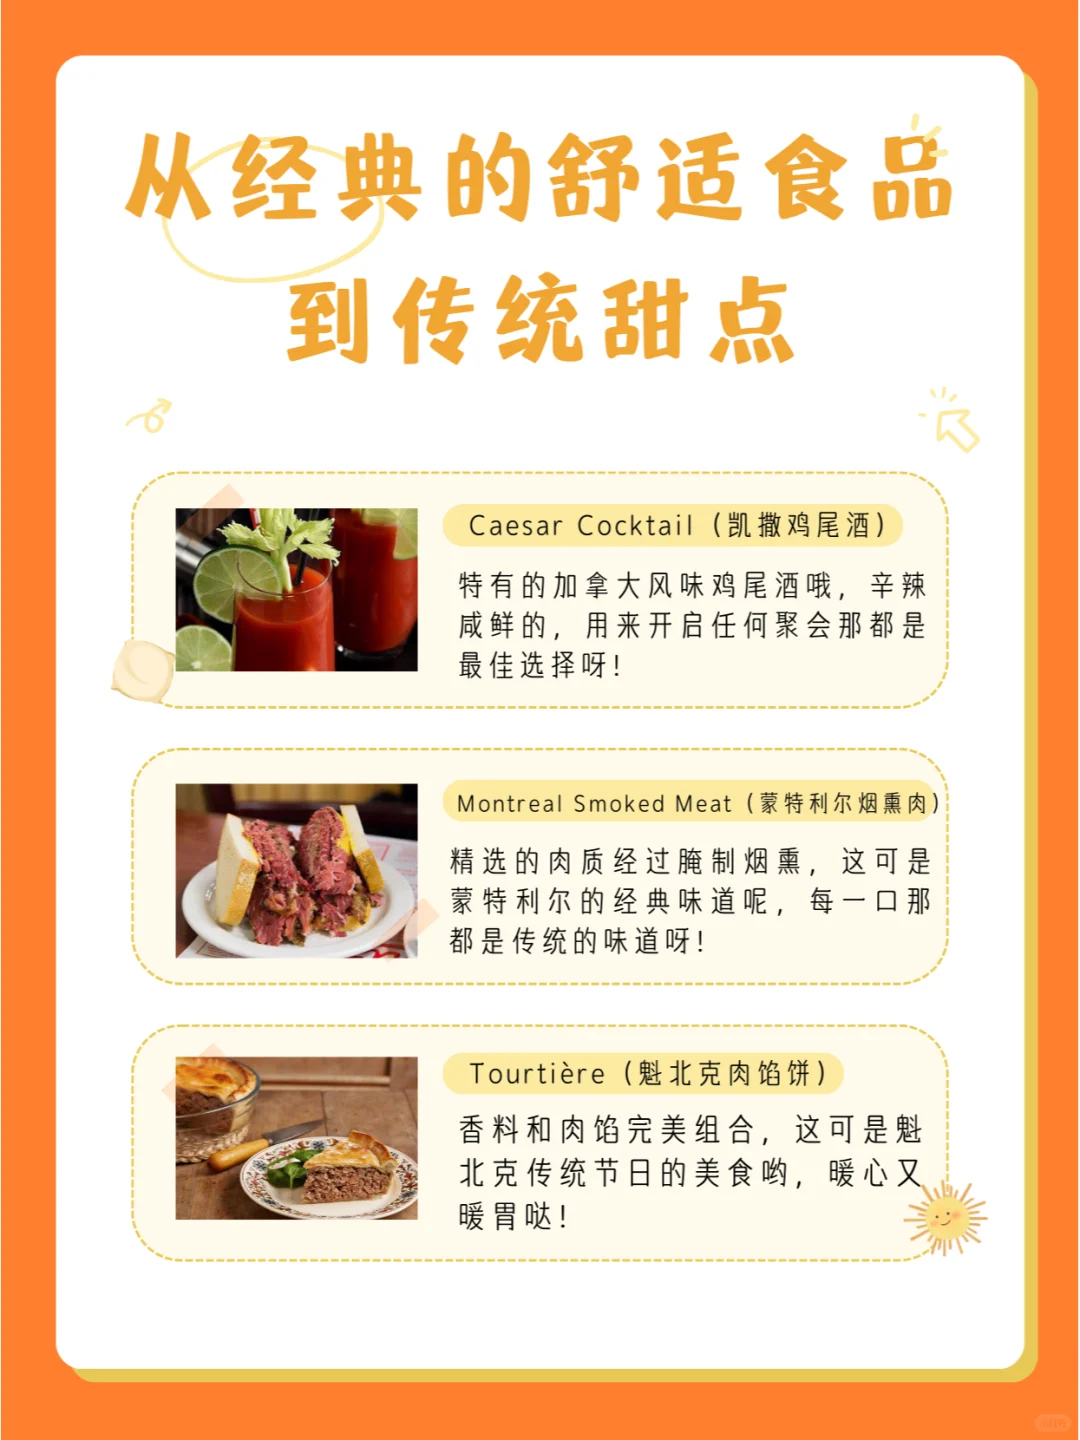 从经典的舒适食品
到传统甜点
Caesar Cocktail（凯撒鸡尾酒）
特有的加拿大风味鸡尾酒哦，辛辣
咸鲜的，用来开启任何聚会那都是
最佳选择呀！
Montreal Smoked Meat（蒙特利尔烟熏肉）
精选的肉质经过腌制烟熏，这可是
蒙特利尔的经典味道呢，每一口那
都是传统的味道呀！
Tourtière（魁北克肉馅饼）
香料和肉馅完美组合，这可是魁
北克传统节日的美食哟，暖心又
暖胃哒！